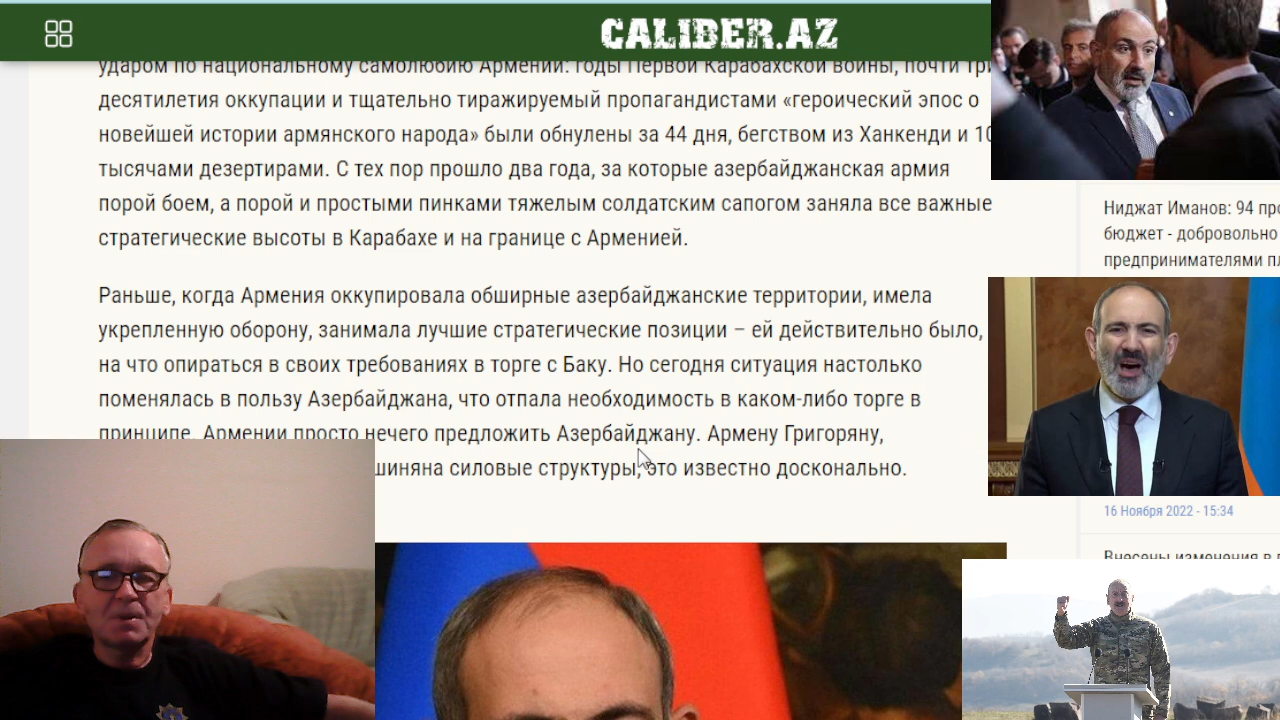 CALIBER.AZ
ударом по национальному самолюбию Армении: годы Первой Карабахской войны, почти три
десятилетия оккупации и тщательно тиражируемый пропагандистами «героический эпос о
новейшей истории армянского народа» были обнулены за 44 дня, бегством из Ханкенди и 10
тысячами дезертирами. С тех пор прошло два года, за которые азербайджанская армия
порой боем, а порой и простыми пинками тяжелым солдатским сапогом заняла все важные
стратегические высоты в Карабахе и на границе с Арменией.
Раньше, когда Армения оккупировала обширные азербайджанские территории, имела
укрепленную оборону, занимала лучшие стратегические позиции – ей действительно было,
на что опираться в своих требованиях в торге с Баку. Но сегодня ситуация настолько
поменялась в пользу Азербайджана, что отпала необходимость в каком-либо торге в
принципе. Армении просто нечего предложить Азербайджану. Армену Григоряну,
шиняна силовые структуры, это известно досконально.
Ниджат Иманов: 94 про
бюджет - добровольно
предпринимателями пл
16 Ноября 2022 - 15:34
Внесены изменения в п